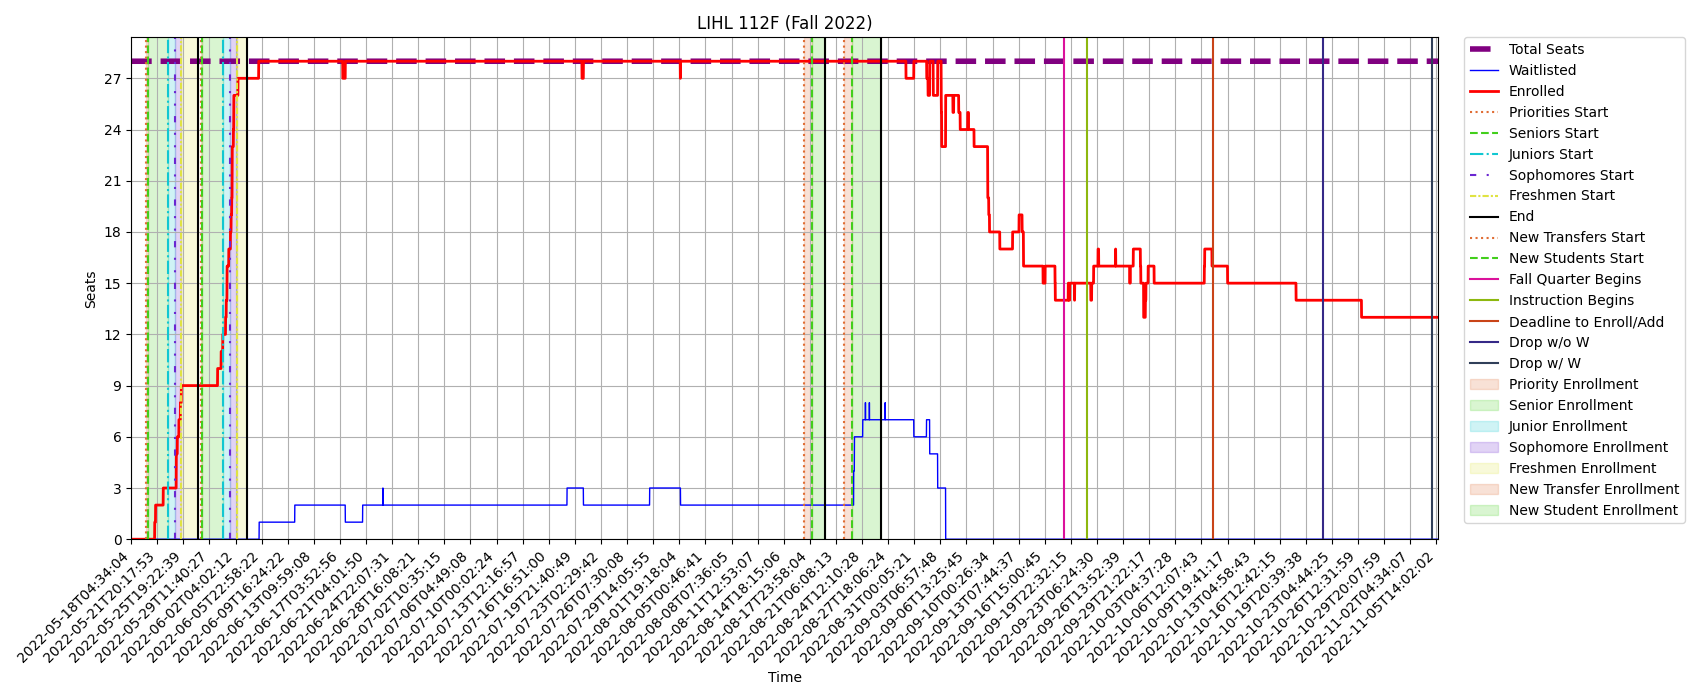 LIHL 112F (Fall 2022)
Seats
27
24
21
18
15
12
9
6
3
0
2022-05-18T04:34:04
2022-05-21T20:17:53
2022-05-25T19:22:39
2022-05-29T11:40:27
2022-06-02T04:02:12
2022-06-05T22:58:22
2022-06-09T16:24:22
2022-06-13T09:59:08
2022-06-17T03:52:56
2022-06-21T04:01:50
2022-06-24T22:07:31
2022-06-28T16:08:21
2022-07-02T10:35:15
2022-07-06T04:49:08
2022-07-10T00:02:24
2022-07-13T12:16:57
2022-07-16T16:51:00
2022-07-19T21:40:49
2022-07-23T02:29:42
2022-07-26T07:30:08
2022-07-29T14:05:55
2022-08-01T19:18:04
2022-08-05T00:46:41
2022-08-08T07:36:05
2022-08-11T12:53:07
2022-08-14T18:15:06
2022-08-17T23:58:04
2022-08-21T06:08:13
2022-08-24T12:10:28
2022-08-27T18:06:24
2022-08-31T00:05:21
2022-09-03T06:57:48
2022-09-06T13:25:45
2022-09-10T00:26:34
2022-09-13T07:44:37
2022-09-16T15:00:45
2022-09-19T22:32:15
2022-09-23T06:24:30
2022-09-26T13:52:39
2022-09-29T21:22:17
2022-10-03T04:37:28
2022-10-06T12:07:43
2022-10-09T19:41:17
2022-10-13T04:58:43
2022-10-16T12:42:15
2022-10-19T20:39:38
2022-10-23T04:44:25
2022-10-26T12:31:59
2022-10-29T20:07:59
2022-11-02T04:34:07
2022-11-05T14:02:02
Time
Total Seats
Waitlisted
Enrolled
Priorities Start
Seniors Start
Juniors Start
Sophomores Start
Freshmen Start
End
New Transfers Start
New Students Start
Fall Quarter Begins
Instruction Begins
Deadline to Enroll/Add
Drop w/o W
Drop w/ W
Priority Enrollment
Senior Enrollment
Junior Enrollment
Sophomore Enrollment
Freshmen Enrollment
New Transfer Enrollment
New Student Enrollment